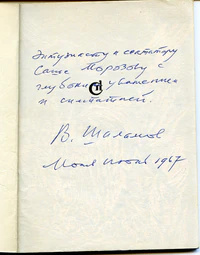 Энтузиасту и
Саше Морозову с
глубоким уважением
и симпатией.
В. Шаламов
Москва 1967